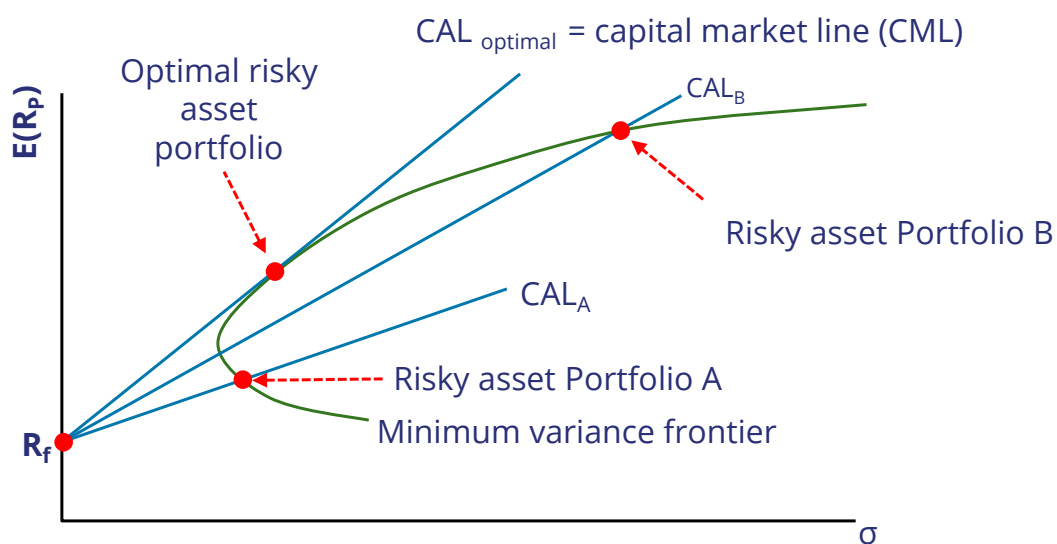 CAL optimal = capital market line (CML)
Optimal risky
asset
portfolio
CALB
E(RP)
Risky asset Portfolio B
CALA
Risky asset Portfolio A
Minimum variance frontier
Rf
σ